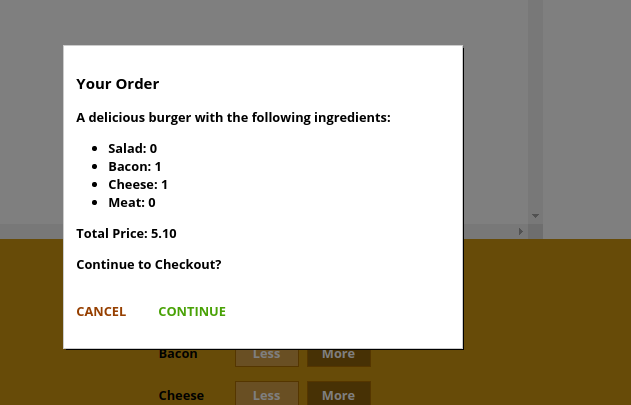 Your Order
A delicious burger with the following ingredients:
Salad: 0
Bacon: 1
Cheese: 1
Meat: 0
Total Price: 5.10
Continue to Checkout?
CANCEL CONTINUE
Bacon Less More
Cheese Less More